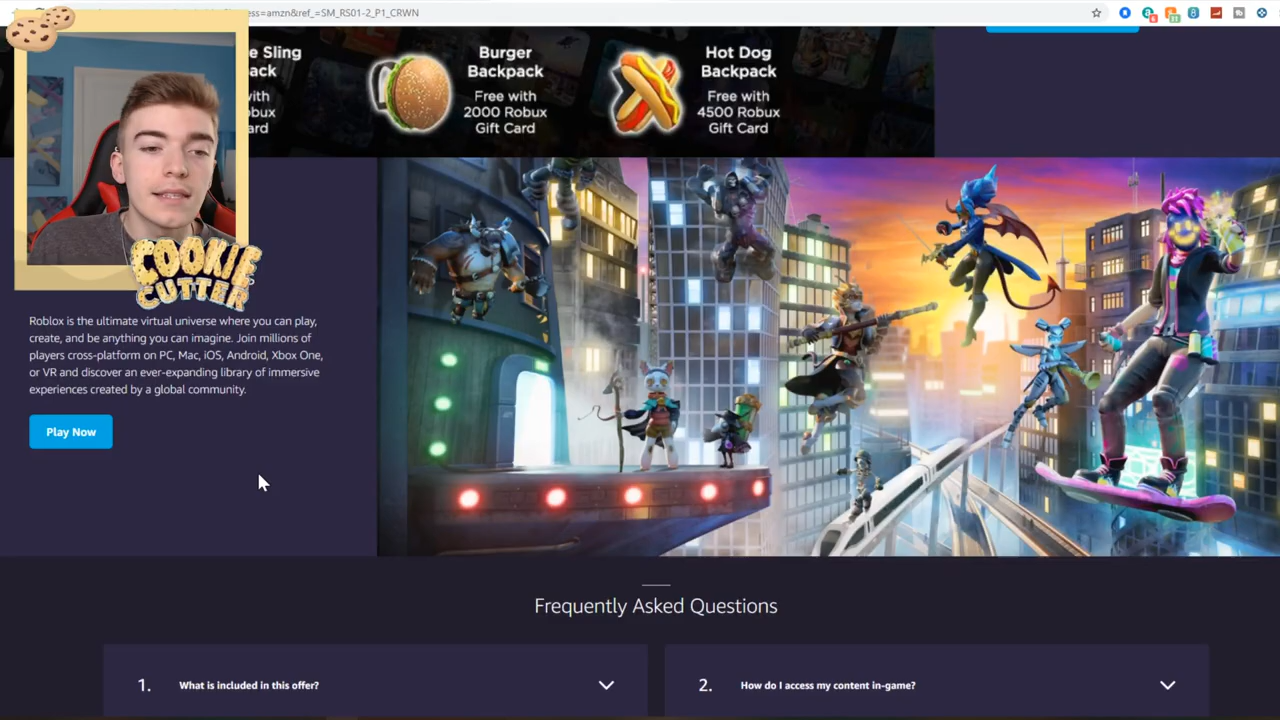 ess=amzn&ref_=SM_RS01-2_P1_CRWN
e Sling
ack
with
bux
ard
Burger
Backpack
Free with
2000 Robux
Gift Card
Hot Dog
Backpack
Free with
4500 Robux
Gift Card
COOKIE
CUTTER
Roblox is the ultimate virtual universe where you can play,
create, and be anything you can imagine. Join millions of
players cross-platform on PC, Mac, iOS, Android, Xbox One,
or VR and discover an ever-expanding library of immersive
experiences created by a global community.
Play Now
Frequently Asked Questions
1. What is included in this offer?
2. How do I access my content in-game?